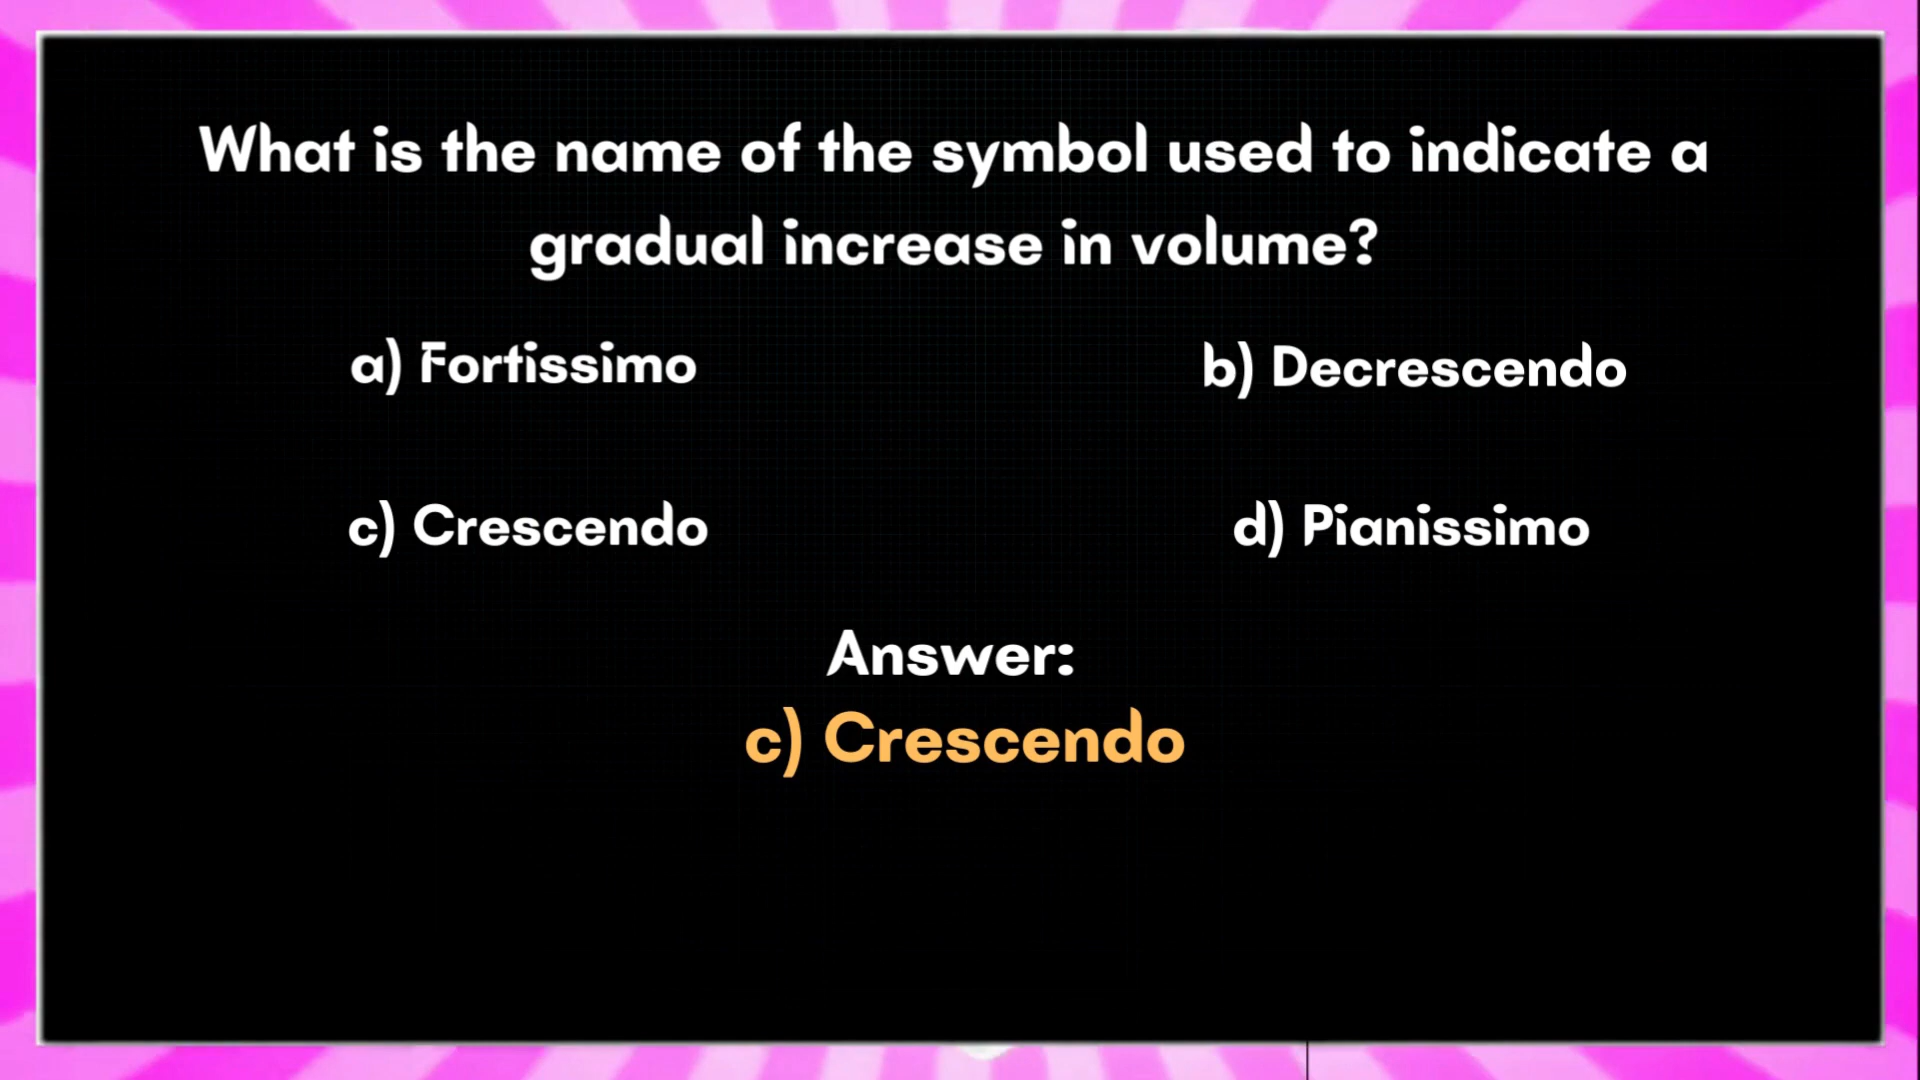 What is the name of the symbol used to indicate a
gradual increase in volume?
a) Fortissimo
b) Decrescendo
c) Crescendo
d) Pianissimo
Answer:
c) Crescendo